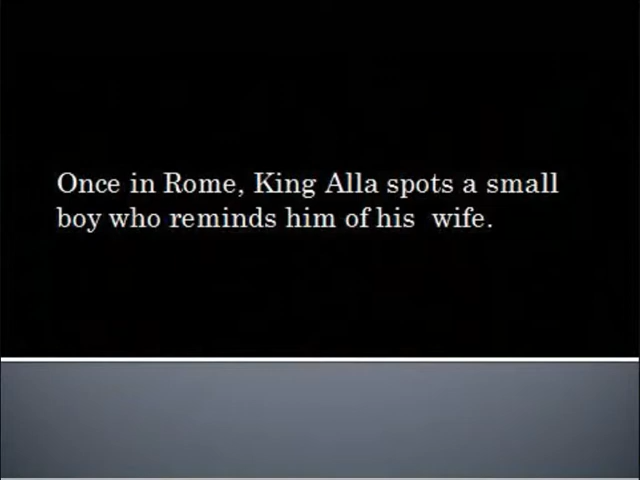 Once in Rome, King Alla spots a small
boy who reminds him of his  wife.